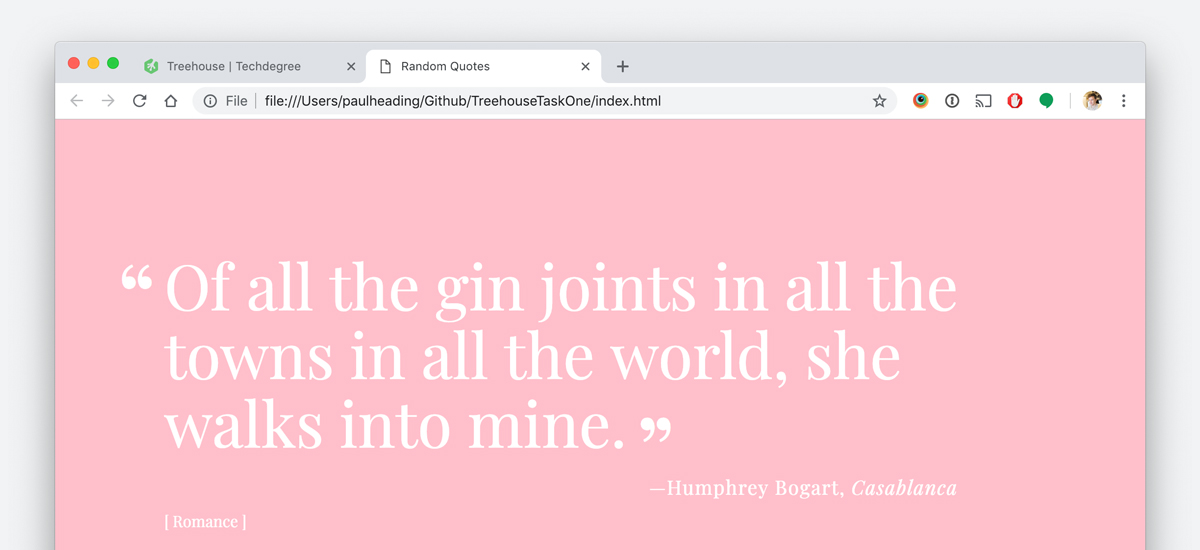 Treehouse | Techdegree
Random Quotes
File
file:///Users/paulheading/Github/TreehouseTaskOne/index.html
“ Of all the gin joints in all the
towns in all the world, she
walks into mine. ”
—Humphrey Bogart, Casablanca
[ Romance ]